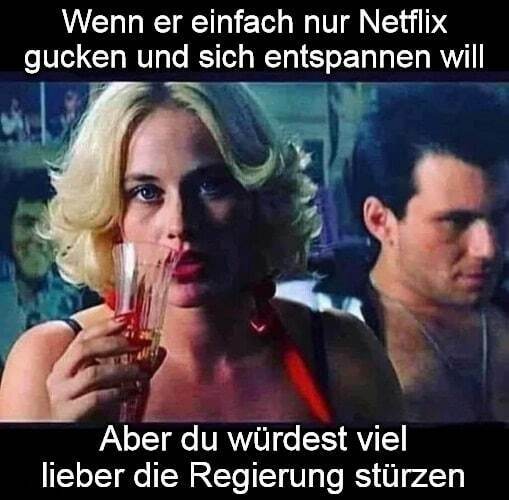 Wenn er einfach nur Netflix
gucken und sich entspannen will
Aber du würdest viel
lieber die Regierung stürzen